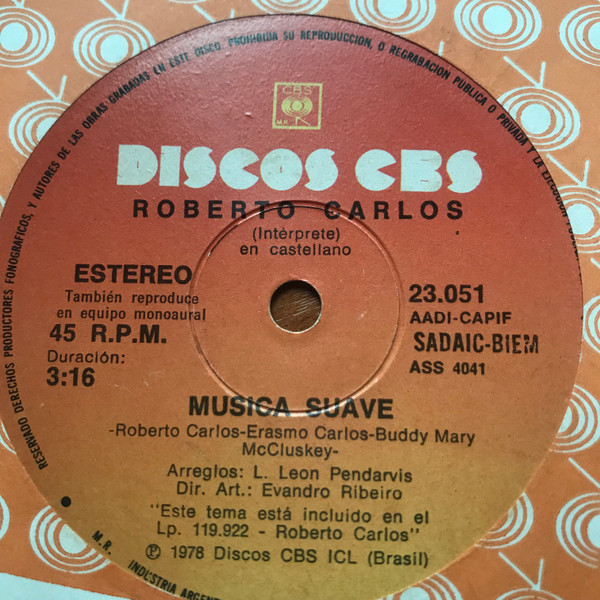 RESERVADO DERECHOS PRODUCTORES FONOGRAFICOS, Y AUTORES DE LAS OBRAS GRABADAS EN ESTE DISCO. PROHIBIDA SU REPRODUCCION, O REGRABACION PUBLICA O PRIVADA Y LA EJECUCION
CBS
M.R.
DISCOS CBS
ROBERTO CARLOS
(Intérprete)
en castellano
ESTEREO
También reproduce
en equipo monoaural
45 R.P.M.
Duración:
3:16
23.051
AADI-CAPIF
SADAIC-BIEM
ASS 4041
MUSICA SUAVE
-Roberto Carlos-Erasmo Carlos-Buddy Mary
McCluskey-
Arreglos: L. Leon Pendarvis
Dir. Art.: Evandro Ribeiro
"Este tema está incluido en el
Lp. 119.922 - Roberto Carlos"
Ⓟ 1978 Discos CBS ICL (Brasil)
M.R. INDUSTRIA ARGEN